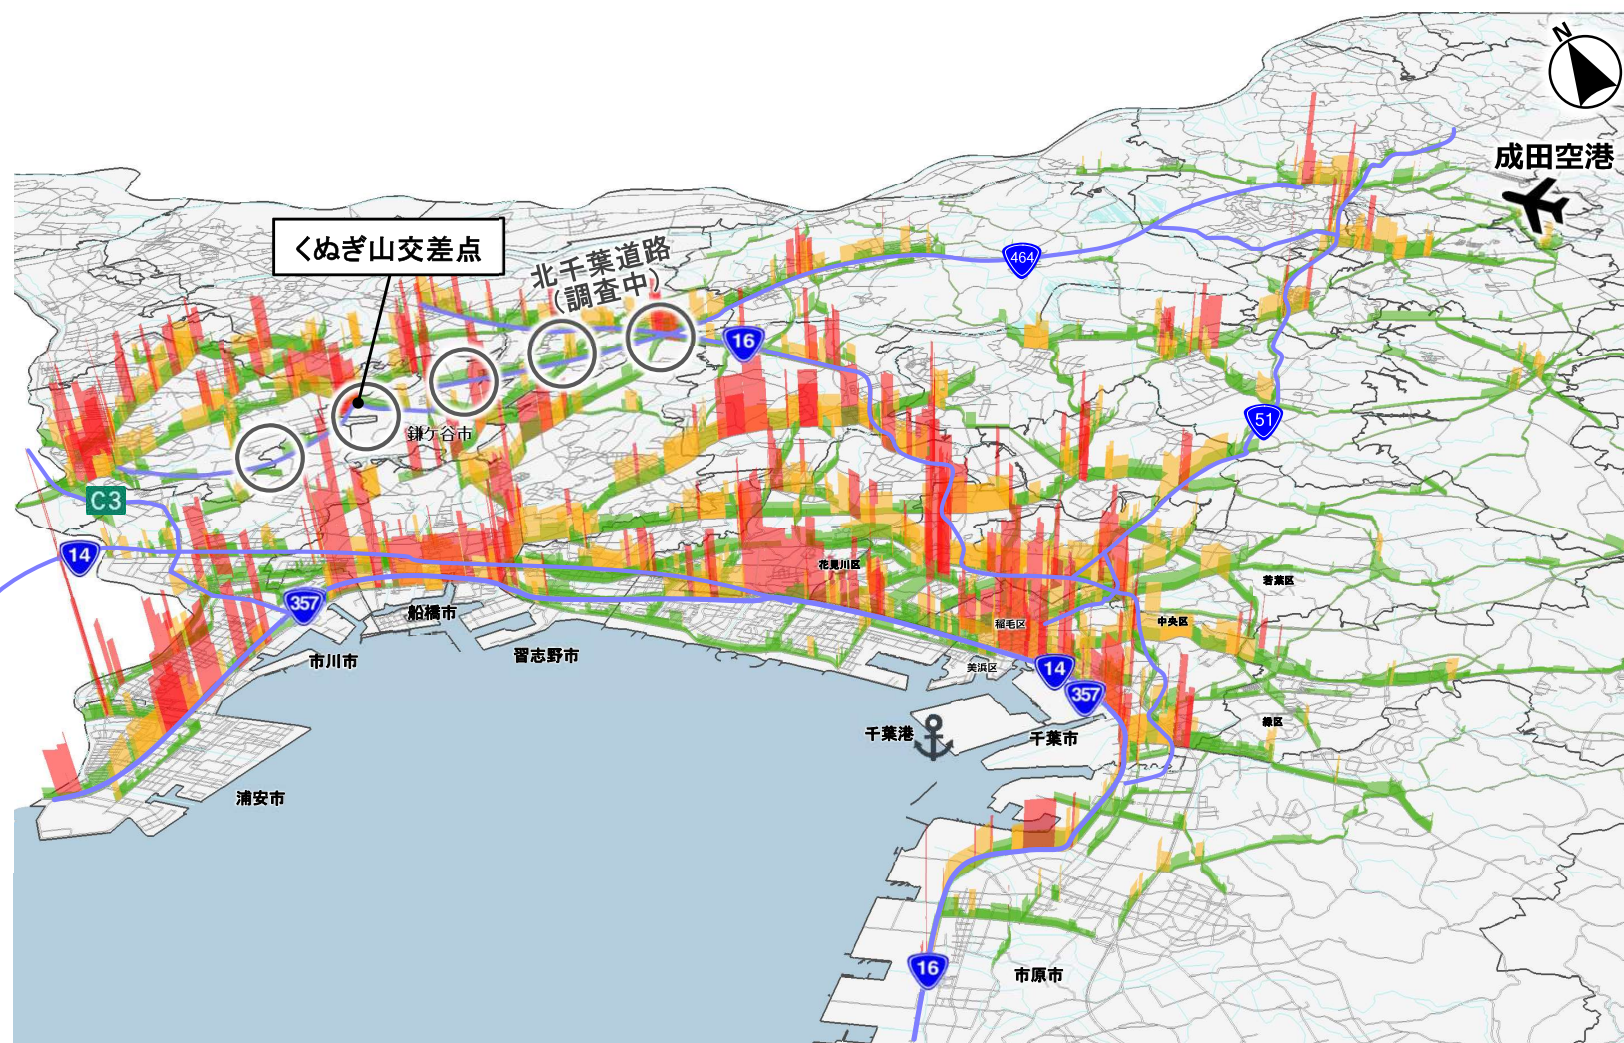 N
成田空港
くぬぎ山交差点
北千葉道路
(調査中)
464
16
51
鎌ケ谷市
C3
14
357
船橋市
市川市
習志野市
花見川区
若葉区
稲毛区
中央区
美浜区
14
357
緑区
千葉港
千葉市
浦安市
16
市原市